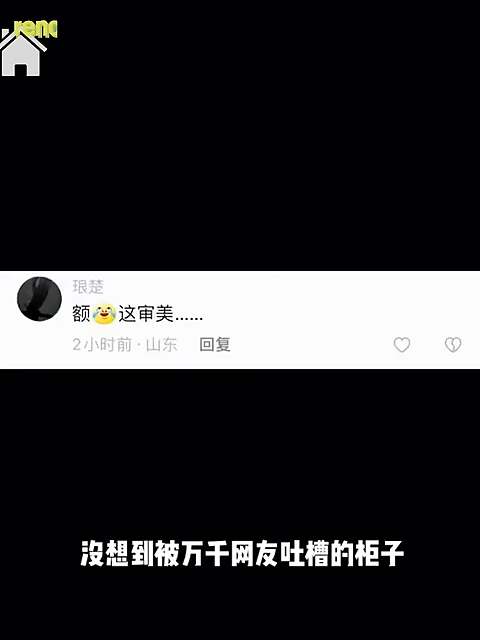 琅楚
额😂这审美......
2小时前 · 山东 回复
没想到被万千网友吐槽的柜子